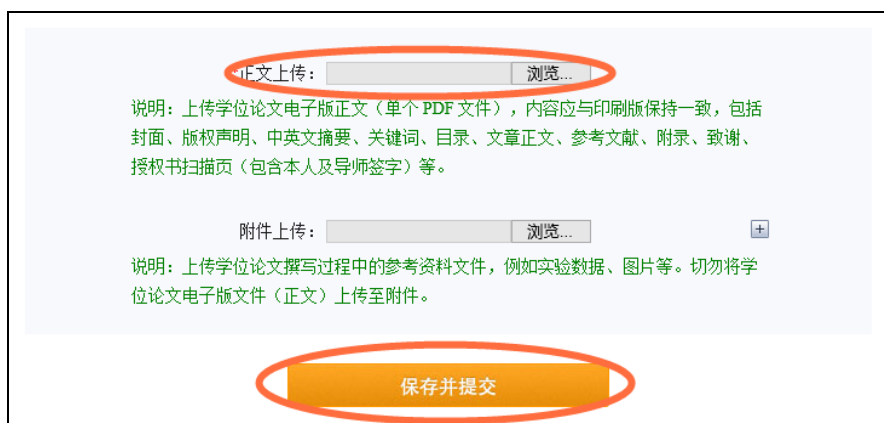 *正文上传：浏览...
说明：上传学位论文电子版正文（单个 PDF 文件），内容应与印刷版保持一致，包括
封面、版权声明、中英文摘要、关键词、目录、文章正文、参考文献、附录、致谢、
授权书扫描页（包含本人及导师签字）等。
附件上传：浏览... +
说明：上传学位论文撰写过程中的参考资料文件，例如实验数据、图片等。切勿将学
位论文电子版文件（正文）上传至附件。
保存并提交